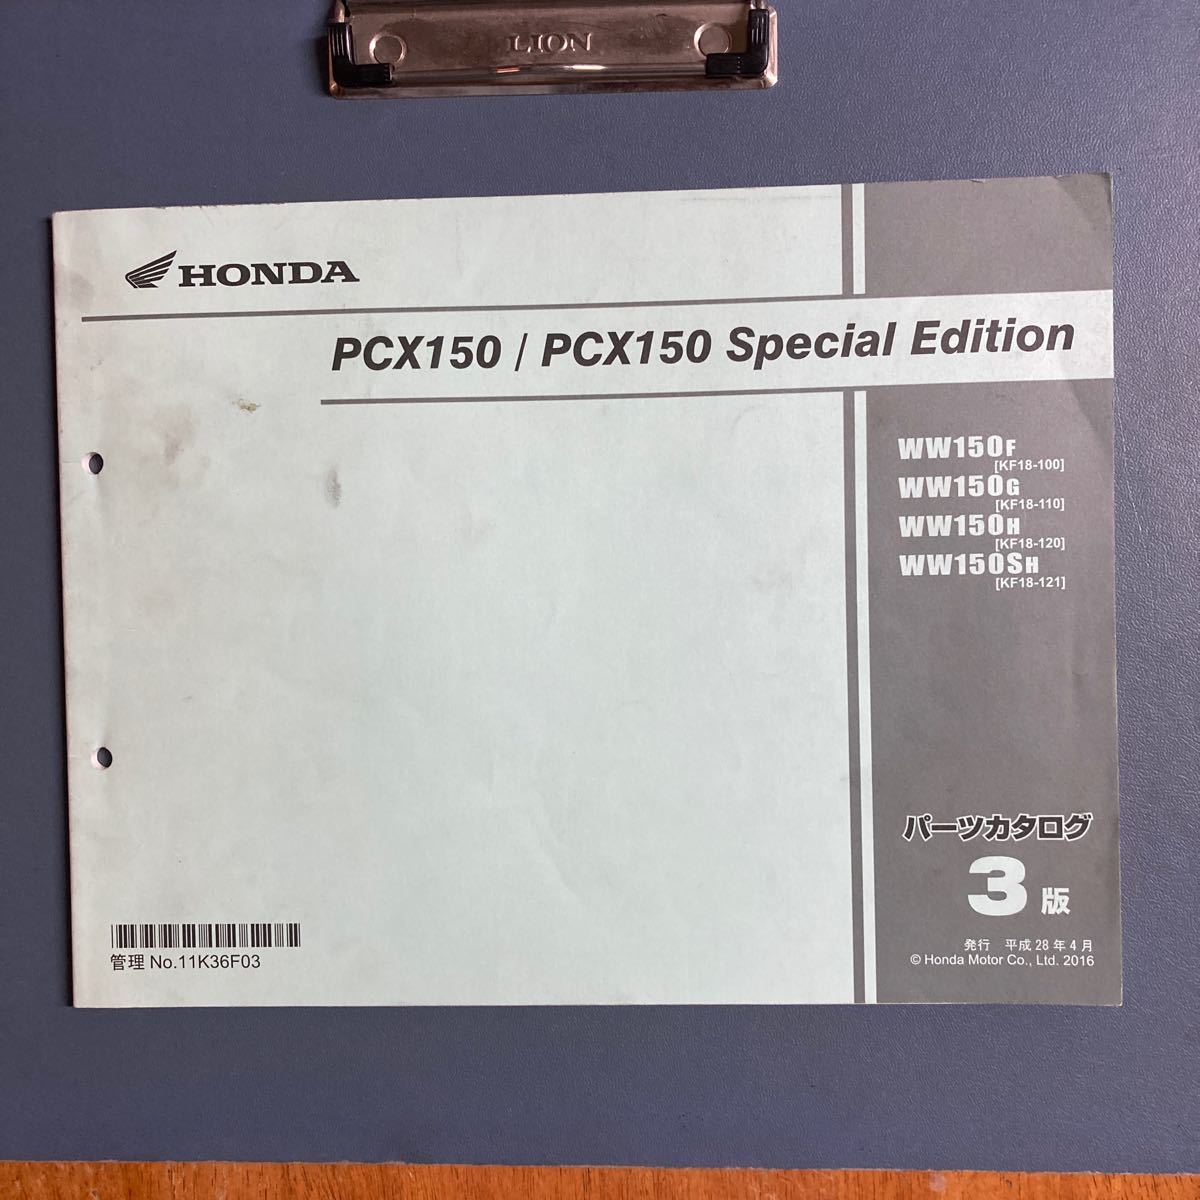 LION
HONDA
PCX150 / PCX150 Special Edition
WW150F
[KF18-100]
WW150G
[KF18-110]
WW150H
[KF18-120]
WW150SH
[KF18-121]
パーツカタログ
3版
発行 平成28年4月
© Honda Motor Co., Ltd. 2016
管理 No.11K36F03